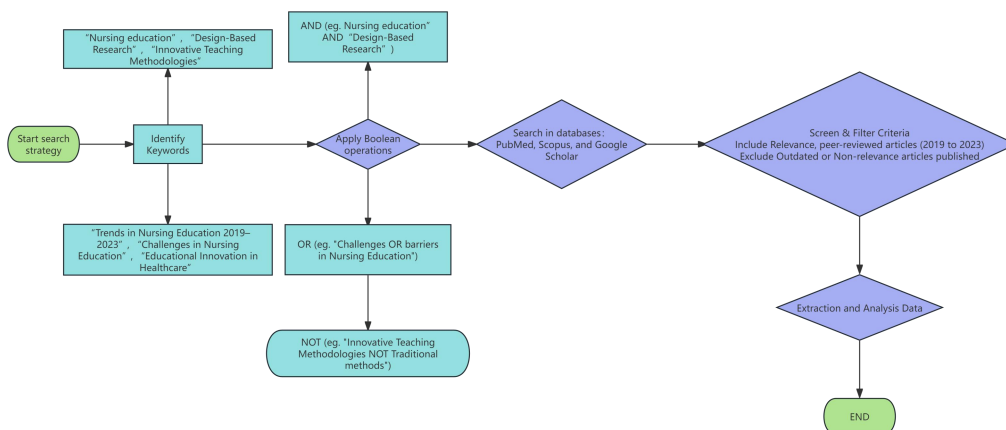 “Nursing education”， “Design-Based
Research”， “Innovative Teaching
Methodologies”
AND (eg. Nursing education”
AND “Design-Based
Research” )
Start search
strategy
Identify
Keywords
Apply Boolean
operations
Search in databases:
PubMed, Scopus, and Google
Scholar
Screen & Filter Criteria
Include Relevance, peer-reviewed articles (2019 to 2023)
Exclude Outdated or Non-relevance articles published
“Trends in Nursing Education 2019–
2023”， “Challenges in Nursing
Education”， “Educational Innovation in
Healthcare”
OR (eg. "Challenges OR barriers
in Nursing Education")
Extraction and Analysis Data
NOT (eg. "Innovative Teaching
Methodologies NOT Traditional
methods")
END